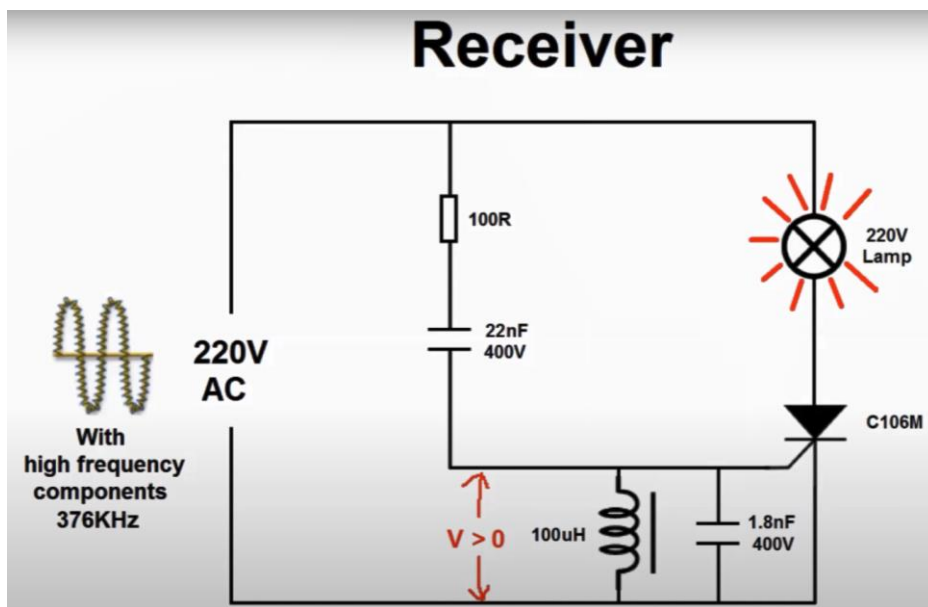 Receiver
100R
220V
Lamp
22nF
400V
220V
AC
C106M
With
high frequency
components
376KHz
V > 0
100uH
1.8nF
400V